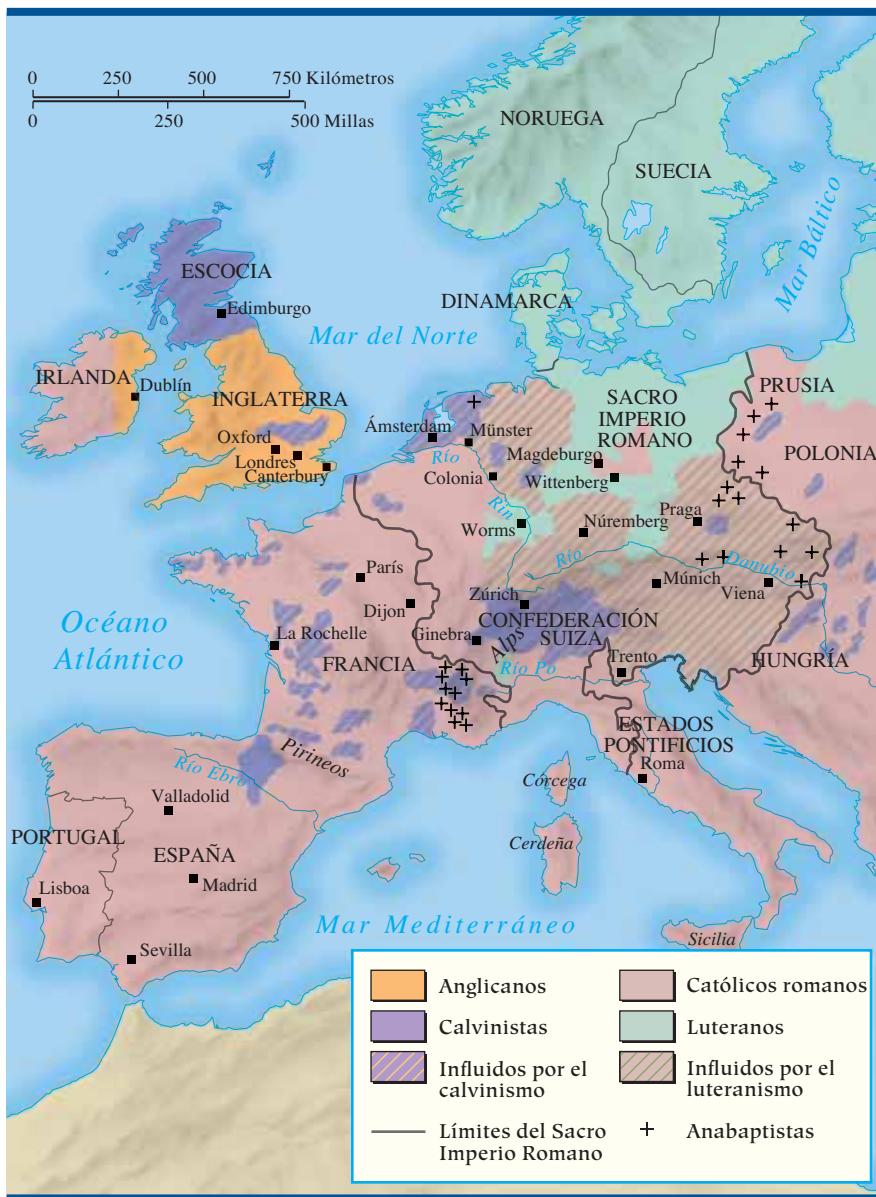 0 250 500 750 Kilómetros
0 250 500 Millas
NORUEGA
SUECIA
Mar Báltico
ESCOCIA
Edimburgo
DINAMARCA
Mar del Norte
IRLANDA
Dublín
INGLATERRA
Oxford
Londres
Canterbury
Ámsterdam
Münster
Río
Rin
Colonia
SACRO
IMPERIO
ROMANO
Magdeburgo
Wittenberg
PRUSIA
POLONIA
Worms
Núremberg
Praga
Río
Danubio
París
Dijon
Zúrich
Múnich
Viena
Océano
Atlántico
La Rochelle
Ginebra
CONFEDERACIÓN
SUIZA
Alps
FRANCIA
Río Po
Trento
HUNGRÍA
ESTADOS
PONTIFICIOS
Roma
Pirineos
Río Ebro
Córcega
Valladolid
PORTUGAL
ESPAÑA
Cerdeña
Lisboa
Madrid
Mar Mediterráneo
Sevilla
Sicilia
Anglicanos
Católicos romanos
Calvinistas
Luteranos
Influidos por el
calvinismo
Influidos por el
luteranismo
Límites del Sacro
Imperio Romano
Anabaptistas